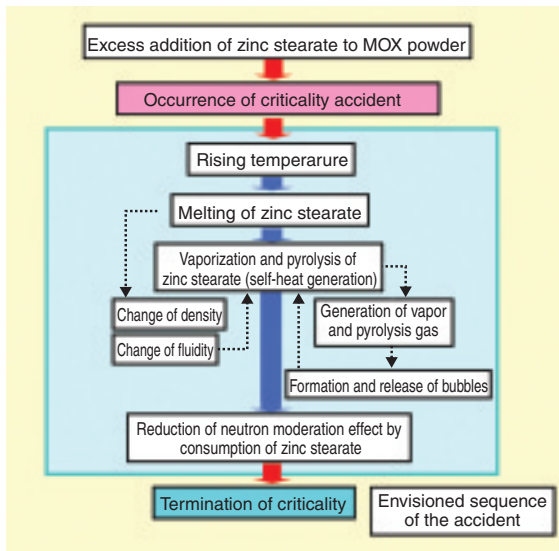 Excess addition of zinc stearate to MOX powder
Occurrence of criticality accident
Rising temperarure
Melting of zinc stearate
Vaporization and pyrolysis of
zinc stearate (self-heat generation)
Change of density
Change of fluidity
Generation of vapor
and pyrolysis gas
Formation and release of bubbles
Reduction of neutron moderation effect by
consumption of zinc stearate
Termination of criticality
Envisioned sequence
of the accident